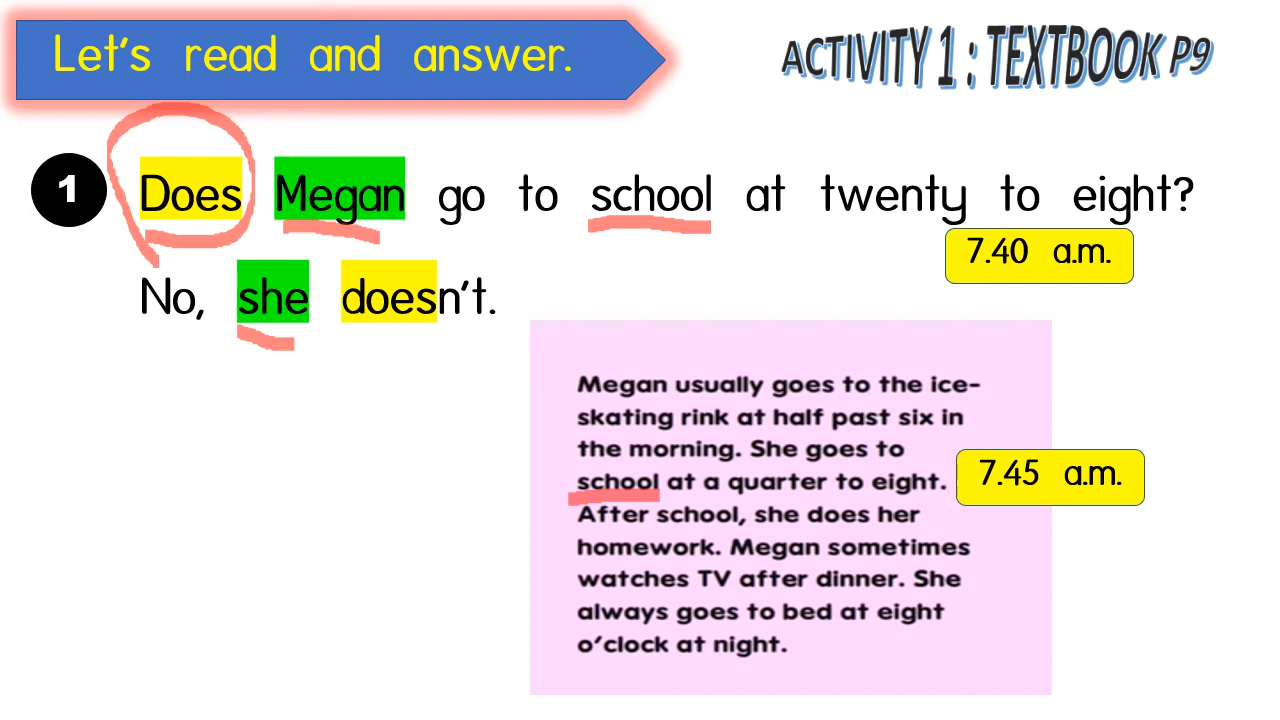 Let's read and answer.
ACTIVITY 1 : TEXTBOOK P9
1
Does Megan go to school at twenty to eight?
7.40 a.m.
No, she doesn't.
Megan usually goes to the ice-
skating rink at half past six in
the morning. She goes to
school at a quarter to eight.
7.45 a.m.
After school, she does her
homework. Megan sometimes
watches TV after dinner. She
always goes to bed at eight
o'clock at night.